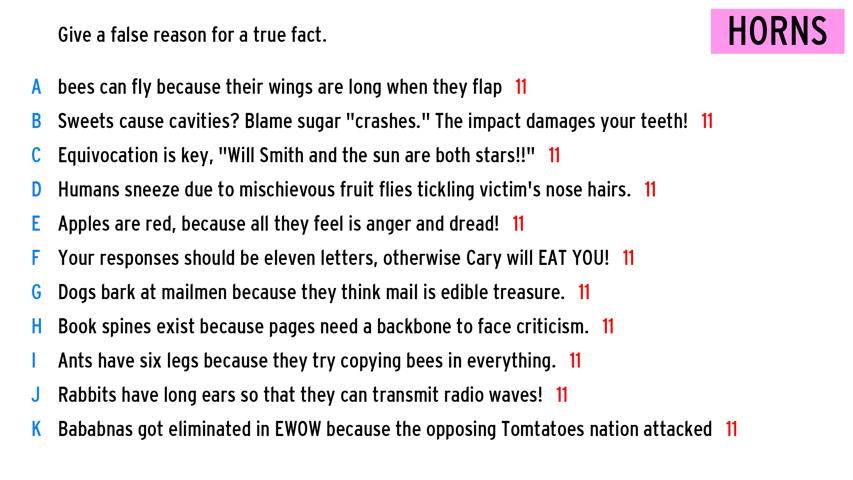 Give a false reason for a true fact.
HORNS
A bees can fly because their wings are long when they flap 11
B Sweets cause cavities? Blame sugar "crashes." The impact damages your teeth! 11
C Equivocation is key, "Will Smith and the sun are both stars!!" 11
D Humans sneeze due to mischievous fruit flies tickling victim's nose hairs. 11
E Apples are red, because all they feel is anger and dread! 11
F Your responses should be eleven letters, otherwise Cary will EAT YOU! 11
G Dogs bark at mailmen because they think mail is edible treasure. 11
H Book spines exist because pages need a backbone to face criticism. 11
I Ants have six legs because they try copying bees in everything. 11
J Rabbits have long ears so that they can transmit radio waves! 11
K Bababnas got eliminated in EWOW because the opposing Tomtatoes nation attacked 11